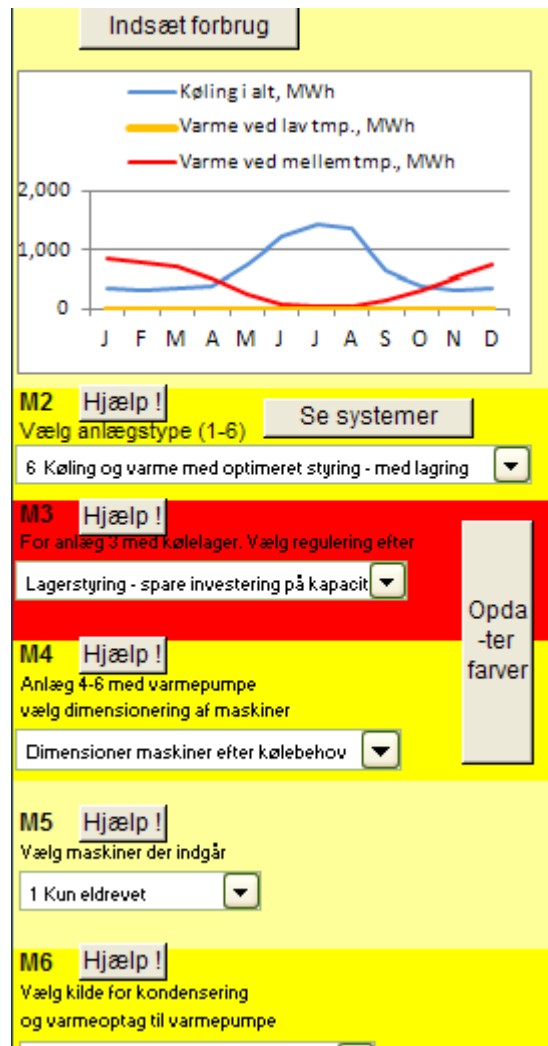 Indsæt forbrug
Køling i alt, MWh
Varme ved lav tmp., MWh
Varme ved mellem tmp., MWh
2,000
1,000
0
J F M A M J J A S O N D
M2 Hjælp ! Se systemer
Vælg anlægstype (1-6)
6 Køling og varme med optimeret styring - med lagring
M3 Hjælp !
For anlæg 3 med kølelager. Vælg regulering efter
Lagerstyring - spare investering på kapacit
Opda
-ter
farver
M4 Hjælp !
Anlæg 4-6 med varmepumpe
vælg dimensionering af maskiner
Dimensioner maskiner efter kølebehov
M5 Hjælp !
Vælg maskiner der indgår
1 Kun eldrevet
M6 Hjælp !
Vælg kilde for kondensering
og varmeoptag til varmepumpe